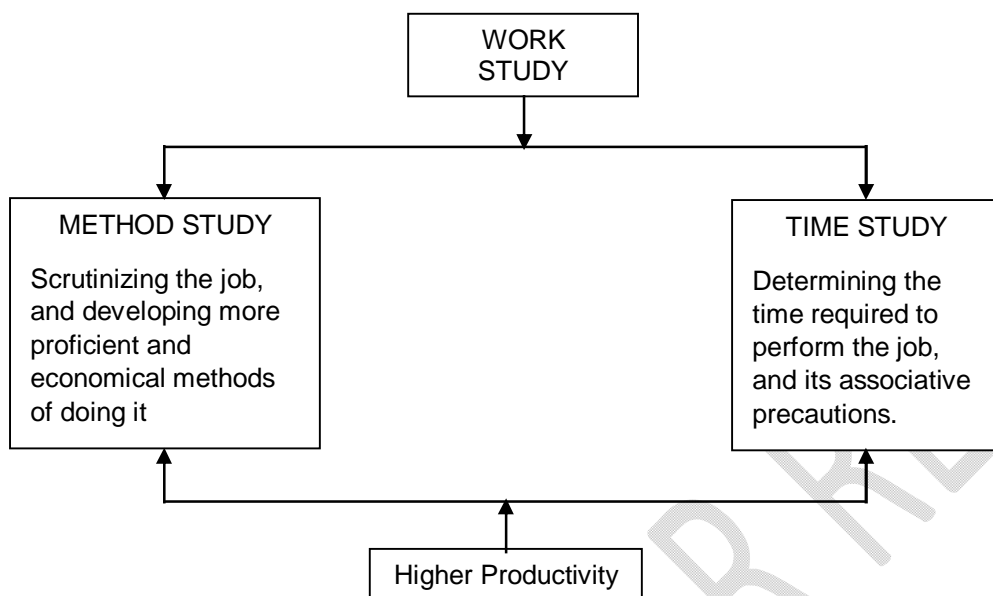 WORK
STUDY
METHOD STUDY
Scrutinizing the job,
and developing more
proficient and
economical methods
of doing it
TIME STUDY
Determining the
time required to
perform the job,
and its associative
precautions.
Higher Productivity